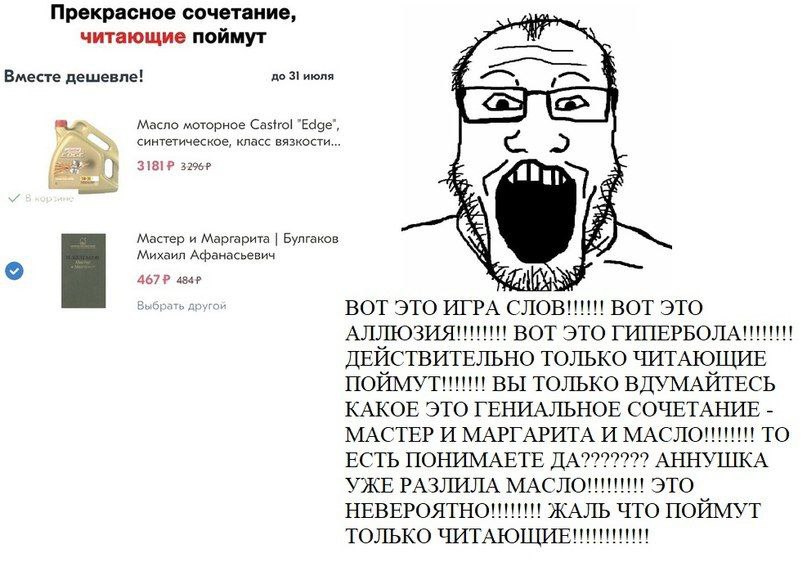 Прекрасное сочетание,
читающие поймут
Вместе дешевле!
до 31 июля
Масло моторное Castrol "Edge",
синтетическое, класс вязкости...
3181 ₽ 3296 ₽
В корзине
Мастер и Маргарита | Булгаков
Михаил Афанасьевич
467 ₽ 484 ₽
Выбрать другой
ВОТ ЭТО ИГРА СЛОВ!!!!!! ВОТ ЭТО
АЛЛЮЗИЯ!!!!!!!! ВОТ ЭТО ГИПЕРБОЛА!!!!!!!!
ДЕЙСТВИТЕЛЬНО ТОЛЬКО ЧИТАЮЩИЕ
ПОЙМУТ!!!!!!! ВЫ ТОЛЬКО ВДУМАЙТЕСЬ
КАКОЕ ЭТО ГЕНИАЛЬНОЕ СОЧЕТАНИЕ -
МАСТЕР И МАРГАРИТА И МАСЛО!!!!!!!! ТО
ЕСТЬ ПОНИМАЕТЕ ДА??????? АННУШКА
УЖЕ РАЗЛИЛА МАСЛО!!!!!!!!! ЭТО
НЕВЕРОЯТНО!!!!!!!! ЖАЛЬ ЧТО ПОЙМУТ
ТОЛЬКО ЧИТАЮЩИЕ!!!!!!!!!!!!